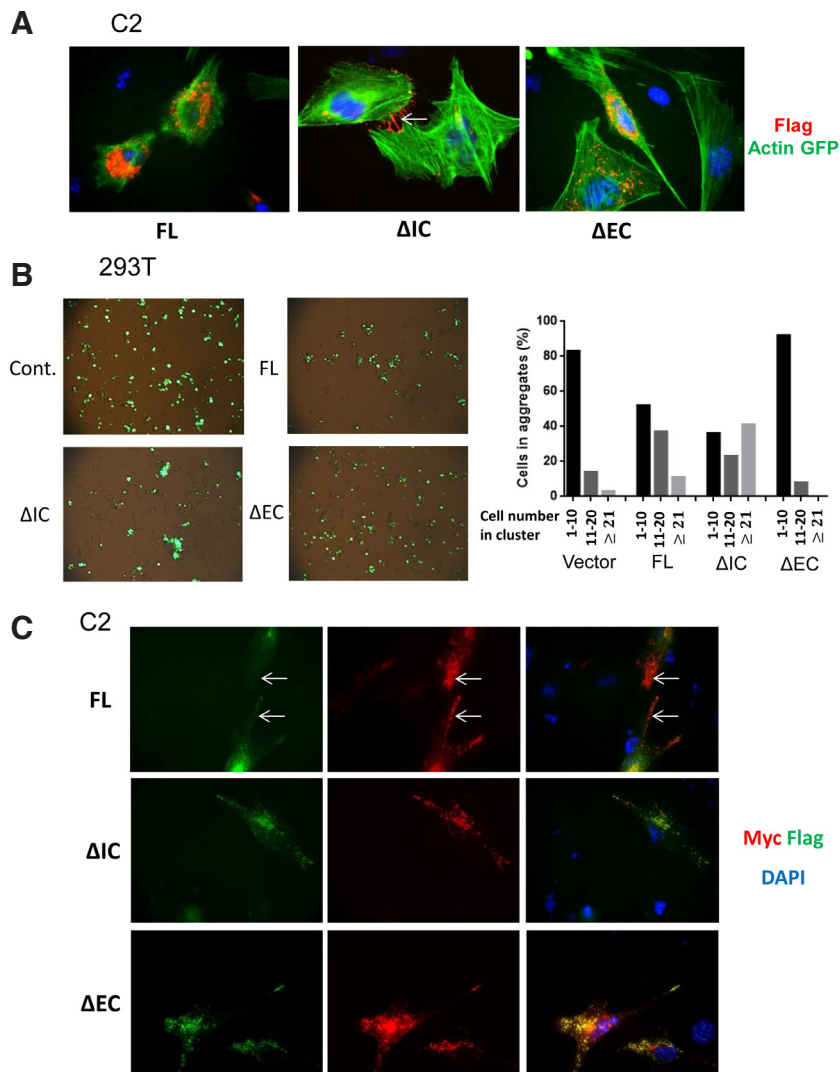 A
C2
Flag
Actin GFP
FL
ΔIC
ΔEC
B
293T
Cont.
FL
ΔIC
ΔEC
Cells in aggregates (%)
100
80
60
40
20
0
Cell number
in cluster
1-10
11-20
≥ 21
1-10
11-20
≥ 21
1-10
11-20
≥ 21
1-10
11-20
≥ 21
Vector
FL
ΔIC
ΔEC
C
C2
FL
ΔIC
ΔEC
Myc Flag
DAPI